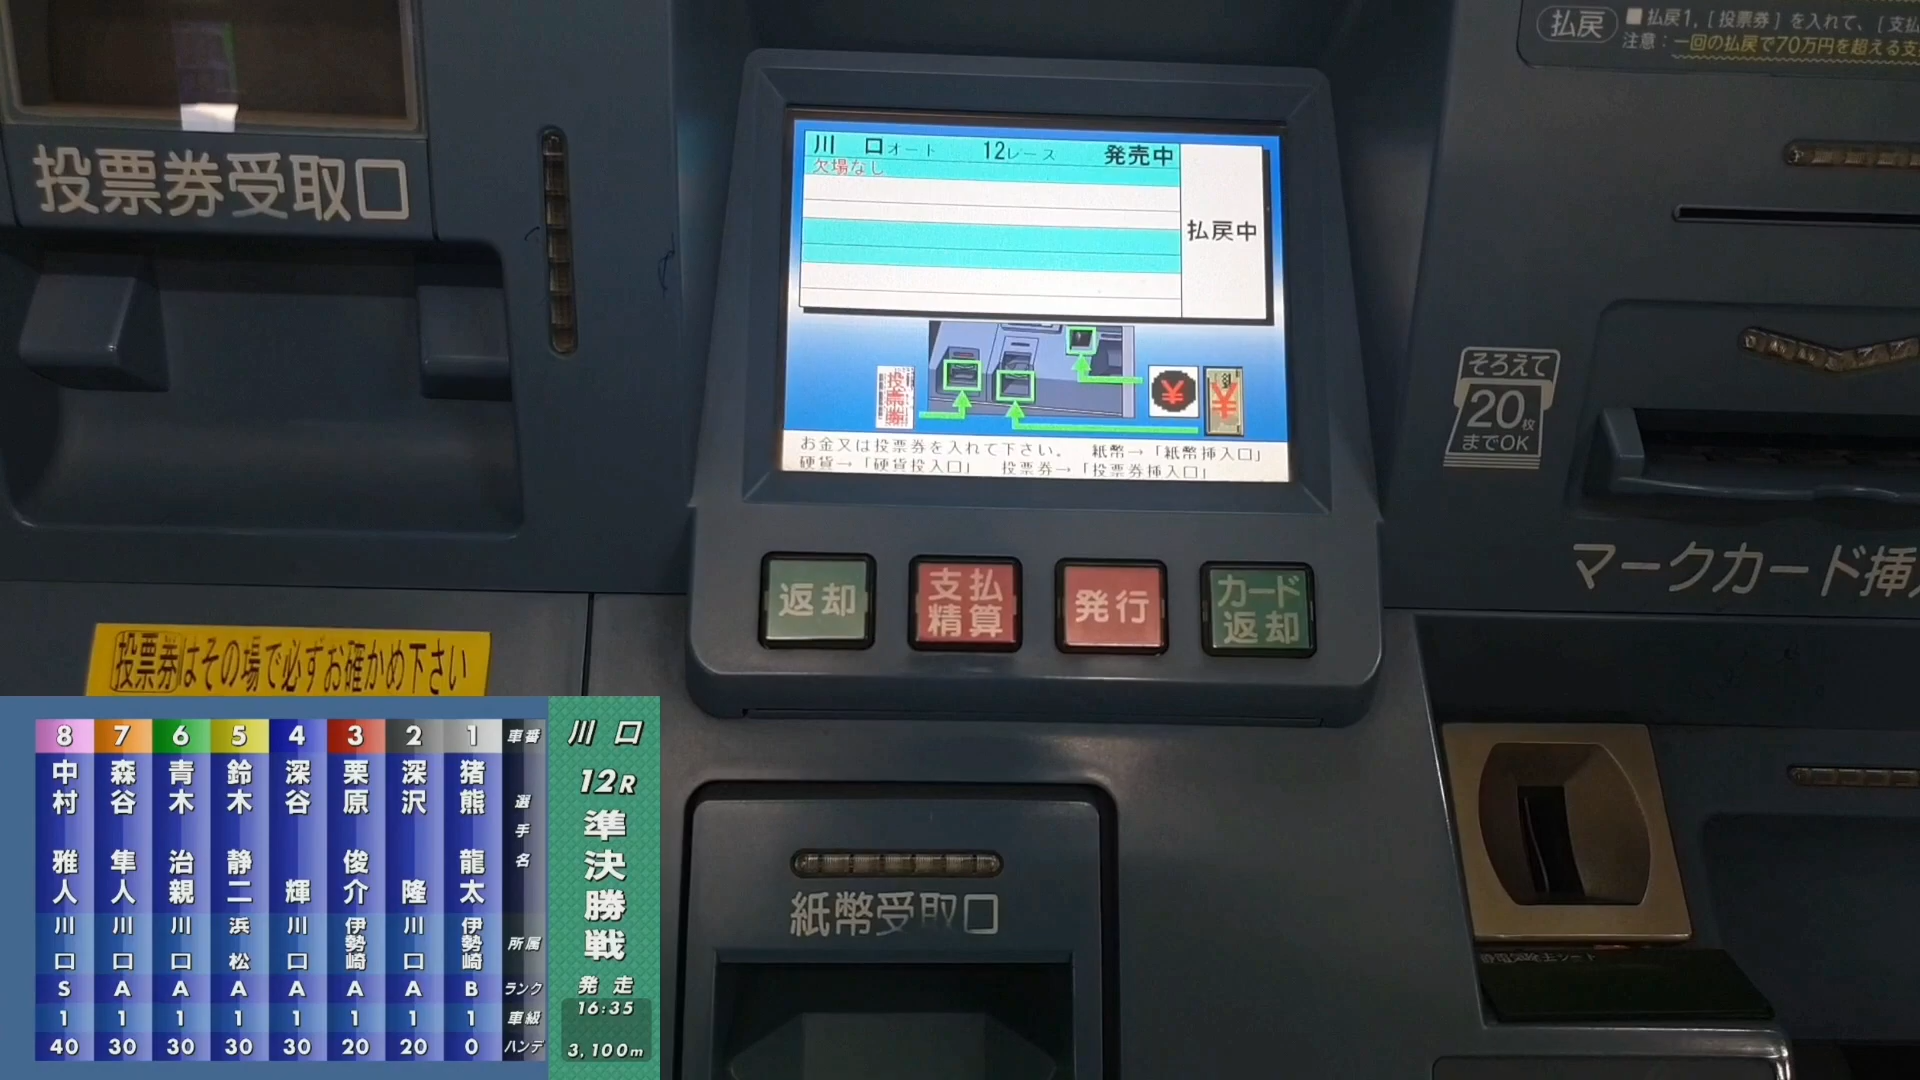 投票券受取口
川 口オート 12レース 発売中
欠場なし
払戻中
投票券
¥
¥
お金又は投票券を入れて下さい。 紙幣→「紙幣挿入口」
硬貨→「硬貨投入口」 投票券→「投票券挿入口」
払戻 ■払戻1,［投票券］を入れて、［支払
注意：一回の払戻で70万円を超える支
そろえて
20枚
までOK
マークカード挿入
返却
支払
精算
発行
カード
返却
投票券はその場で必ずお確かめ下さい
紙幣受取口
川口
12R
準決勝戦
発走
16:35
3,100m
8 7 6 5 4 3 2 1 車番
中村 雅人 森谷 隼人 青木 治親 鈴木 静二 深谷 輝 栗原 俊介 深沢 隆 猪熊 龍太 選手名
川口 川口 川口 浜松 川口 伊勢崎 川口 伊勢崎 所属
S A A A A A A B ランク
1 1 1 1 1 1 1 1 車級
40 30 30 30 30 20 20 0 ハンデ